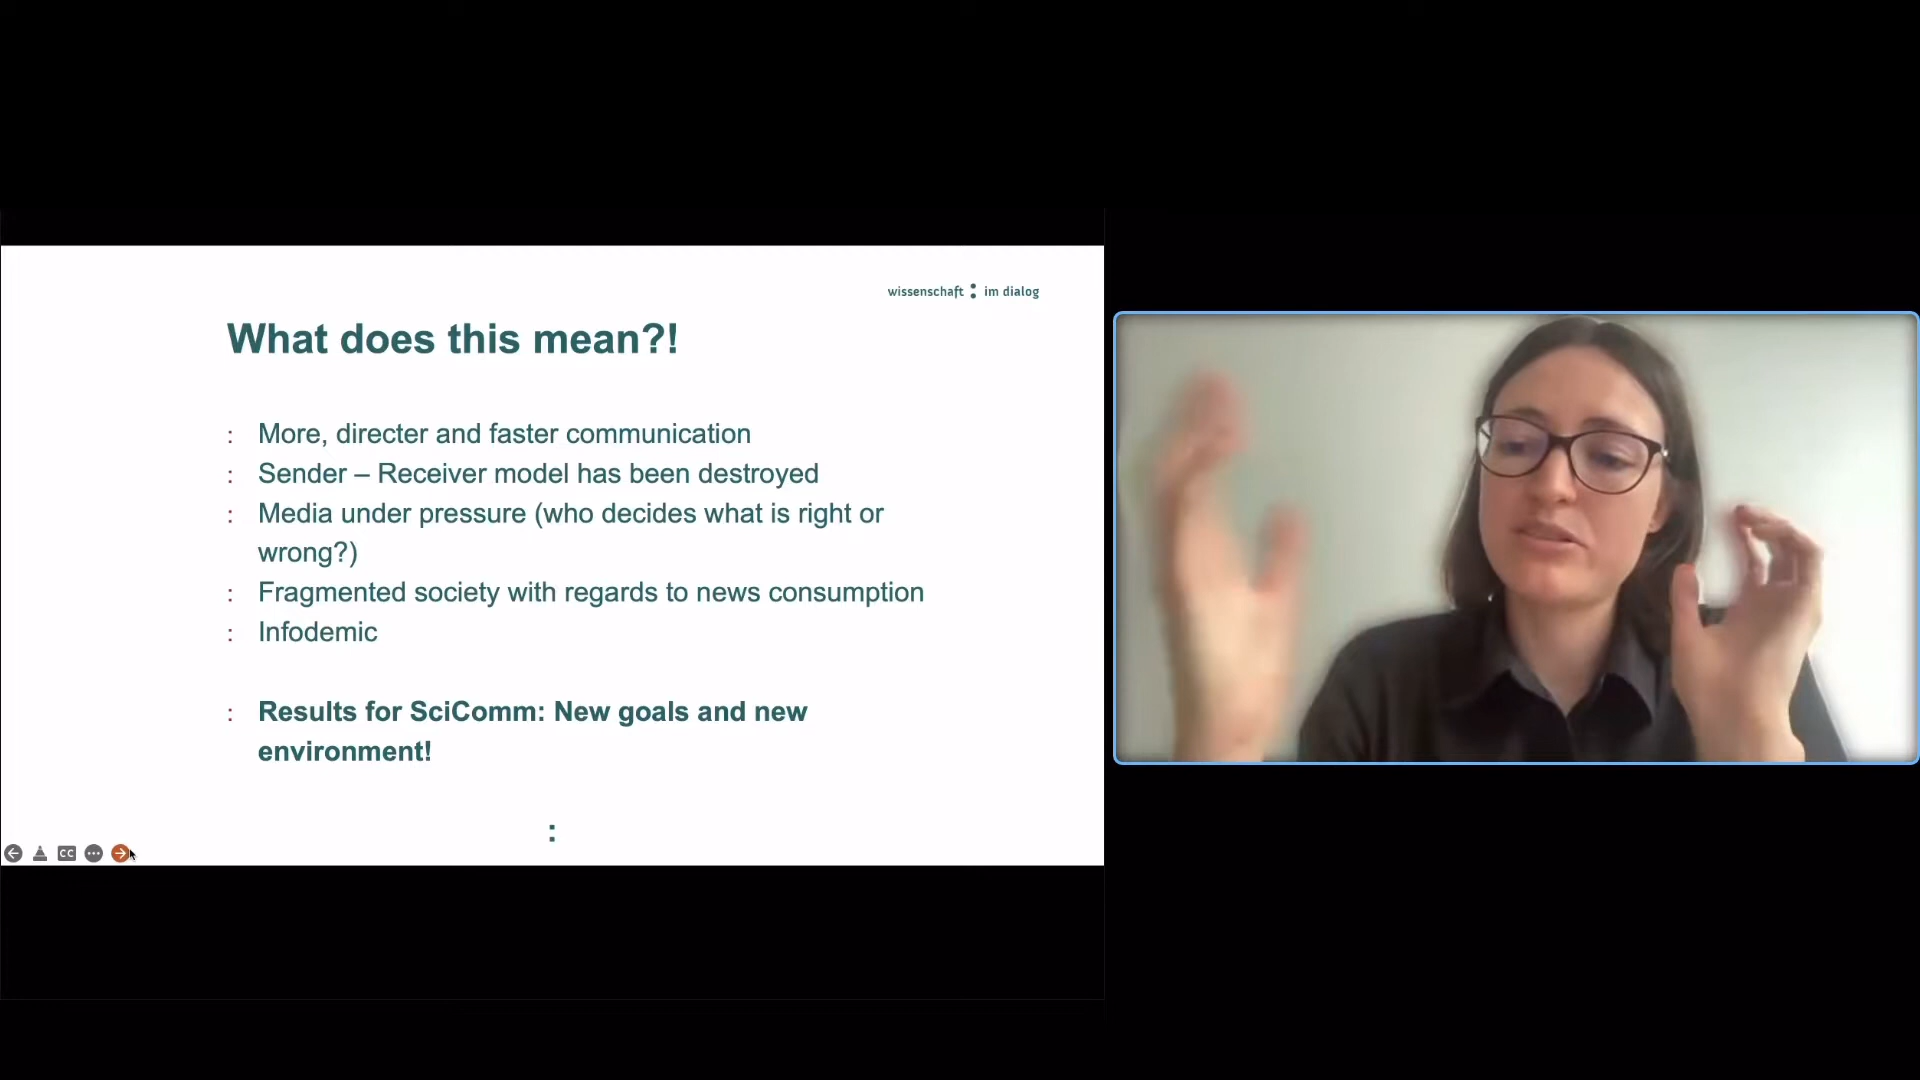 wissenschaft : im dialog
What does this mean?!
: More, directer and faster communication
: Sender – Receiver model has been destroyed
: Media under pressure (who decides what is right or
wrong?)
: Fragmented society with regards to news consumption
: Infodemic
: Results for SciComm: New goals and new
environment!
:
CC